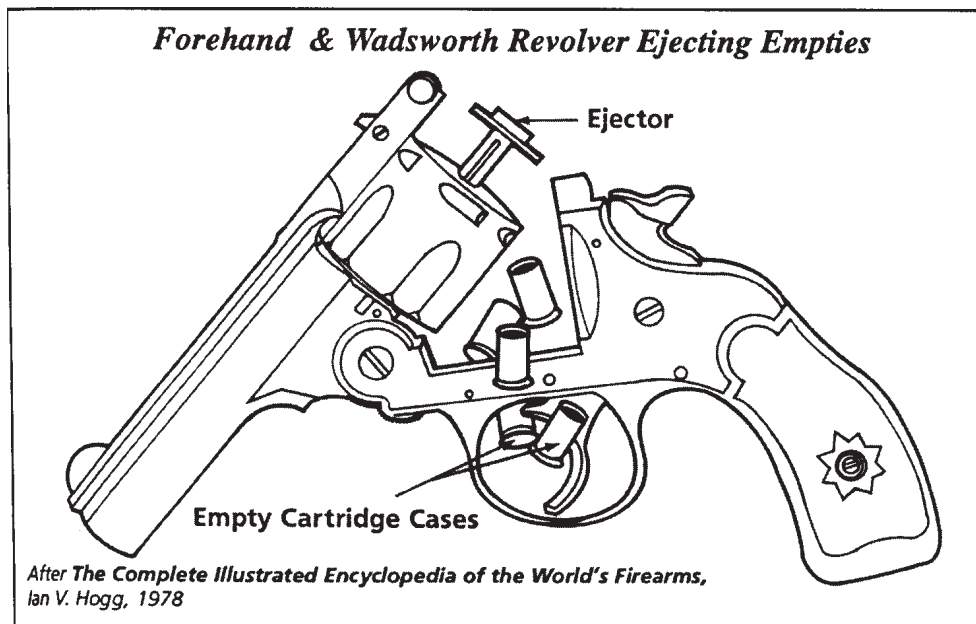 Forehand & Wadsworth Revolver Ejecting Empties
Ejector
Empty Cartridge Cases
After The Complete Illustrated Encyclopedia of the World's Firearms,
Ian V. Hogg, 1978